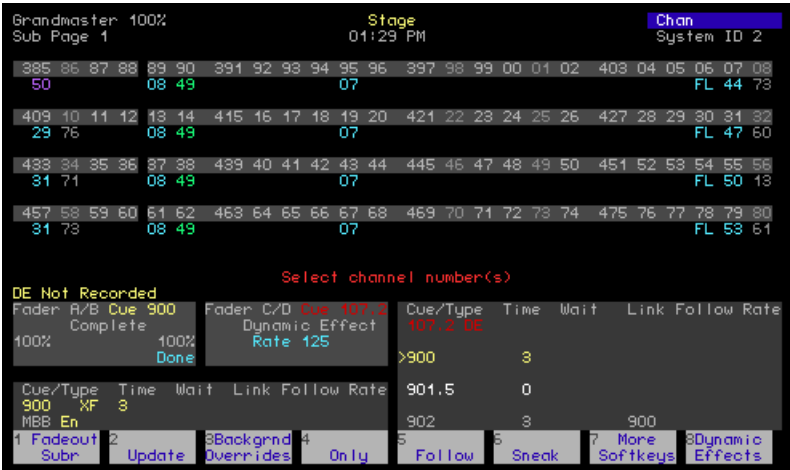 Grandmaster 100% Stage Chan
Sub Page 1 01:29 PM System ID 2
385 86 87 88 89 90 391 92 93 94 95 96 397 98 99 00 01 02 403 04 05 06 07 08
50 08 49 07 FL 44 73
409 10 11 12 13 14 415 16 17 18 19 20 421 22 23 24 25 26 427 28 29 30 31 32
29 76 08 49 07 FL 47 60
433 34 35 36 37 38 439 40 41 42 43 44 445 46 47 48 49 50 451 52 53 54 55 56
31 71 08 49 07 FL 50 13
457 58 59 60 61 62 463 64 65 66 67 68 469 70 71 72 73 74 475 76 77 78 79 80
31 73 08 49 07 FL 53 61
Select channel number(s)
DE Not Recorded
Fader A/B Cue 900
Complete
100% 100%
Done
Fader C/D Cue 107.2
Dynamic Effect
Rate 125
Cue/Type Time Wait Link Follow Rate
107.2 DE
>900 3
901.5 0
902 3 900
Cue/Type Time Wait Link Follow Rate
900 XF 3
MBB En
1 Fadeout Subr
2 Update
3Backgrnd Overrides
4 Only
5 Follow
6 Sneak
7 More Softkeys
8Dynamic Effects